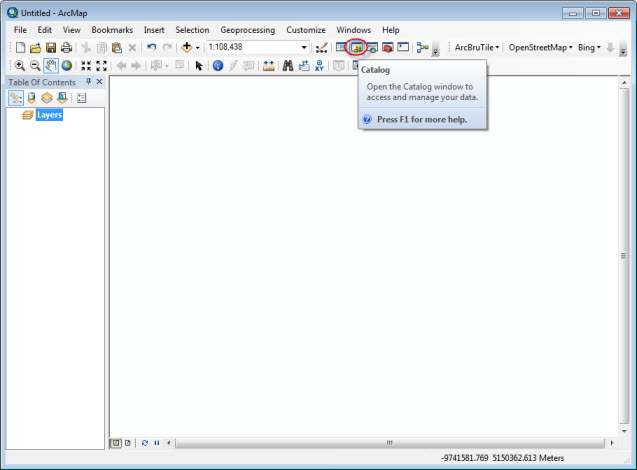 Untitled - ArcMap
File Edit View Bookmarks Insert Selection Geoprocessing Customize Windows Help
1:108,438
ArcBruTile OpenStreetMap Bing
Table Of Contents
Layers
Catalog
Open the Catalog window to
access and manage your data.
Press F1 for more help.
-9741581.769 5150362.613 Meters